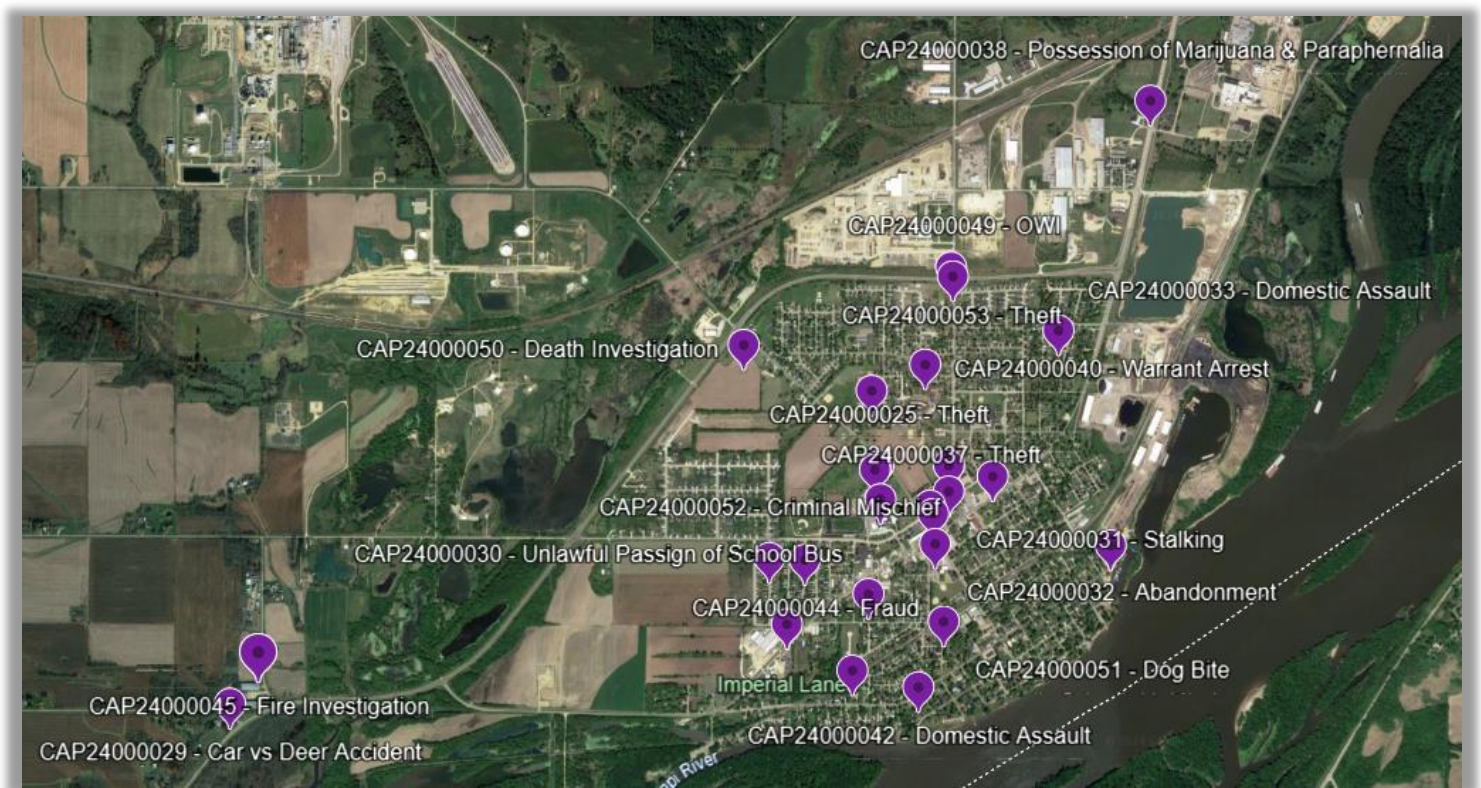 CAP24000038 - Possession of Marijuana & Paraphernalia
CAP24000049 - OWI
CAP24000033 - Domestic Assault
CAP24000053 - Theft
CAP24000050 - Death Investigation
CAP24000040 - Warrant Arrest
CAP24000025 - Theft
CAP24000037 - Theft
CAP24000052 - Criminal Mischief
CAP24000031 - Stalking
CAP24000030 - Unlawful Passign of School Bus
CAP24000032 - Abandonment
CAP24000044 - Fraud
CAP24000051 - Dog Bite
Imperial Lane
CAP24000045 - Fire Investigation
CAP24000042 - Domestic Assault
CAP24000029 - Car vs Deer Accident
River